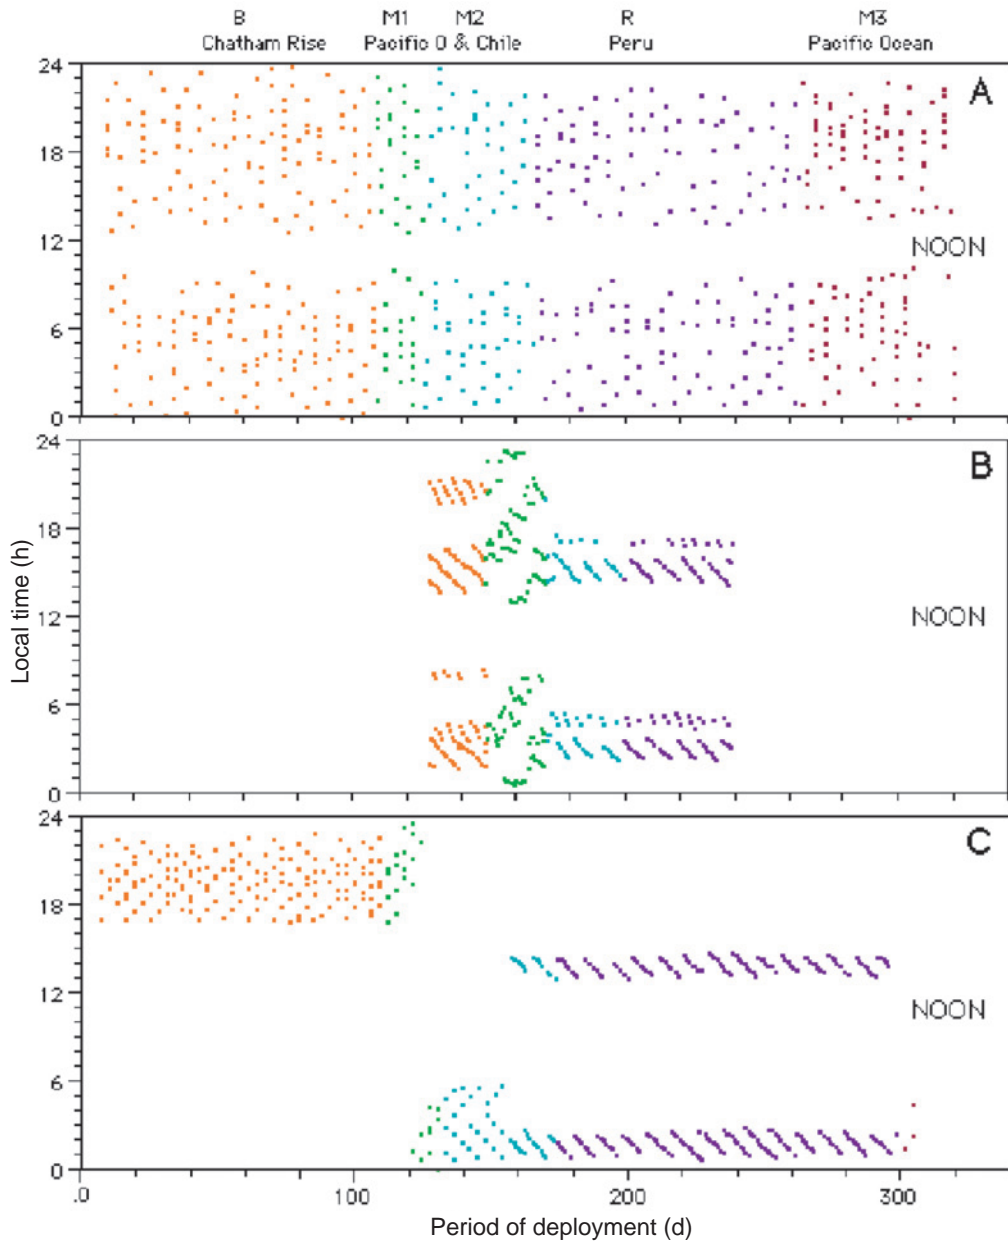 B M1 M2 R M3
Chatham Rise Pacific O & Chile Peru Pacific Ocean
24
A
18
12
NOON
6
0
24
B
18
12
NOON
6
0
24
C
18
12
NOON
6
0
.0 100 200 300
Local time (h)
Period of deployment (d)